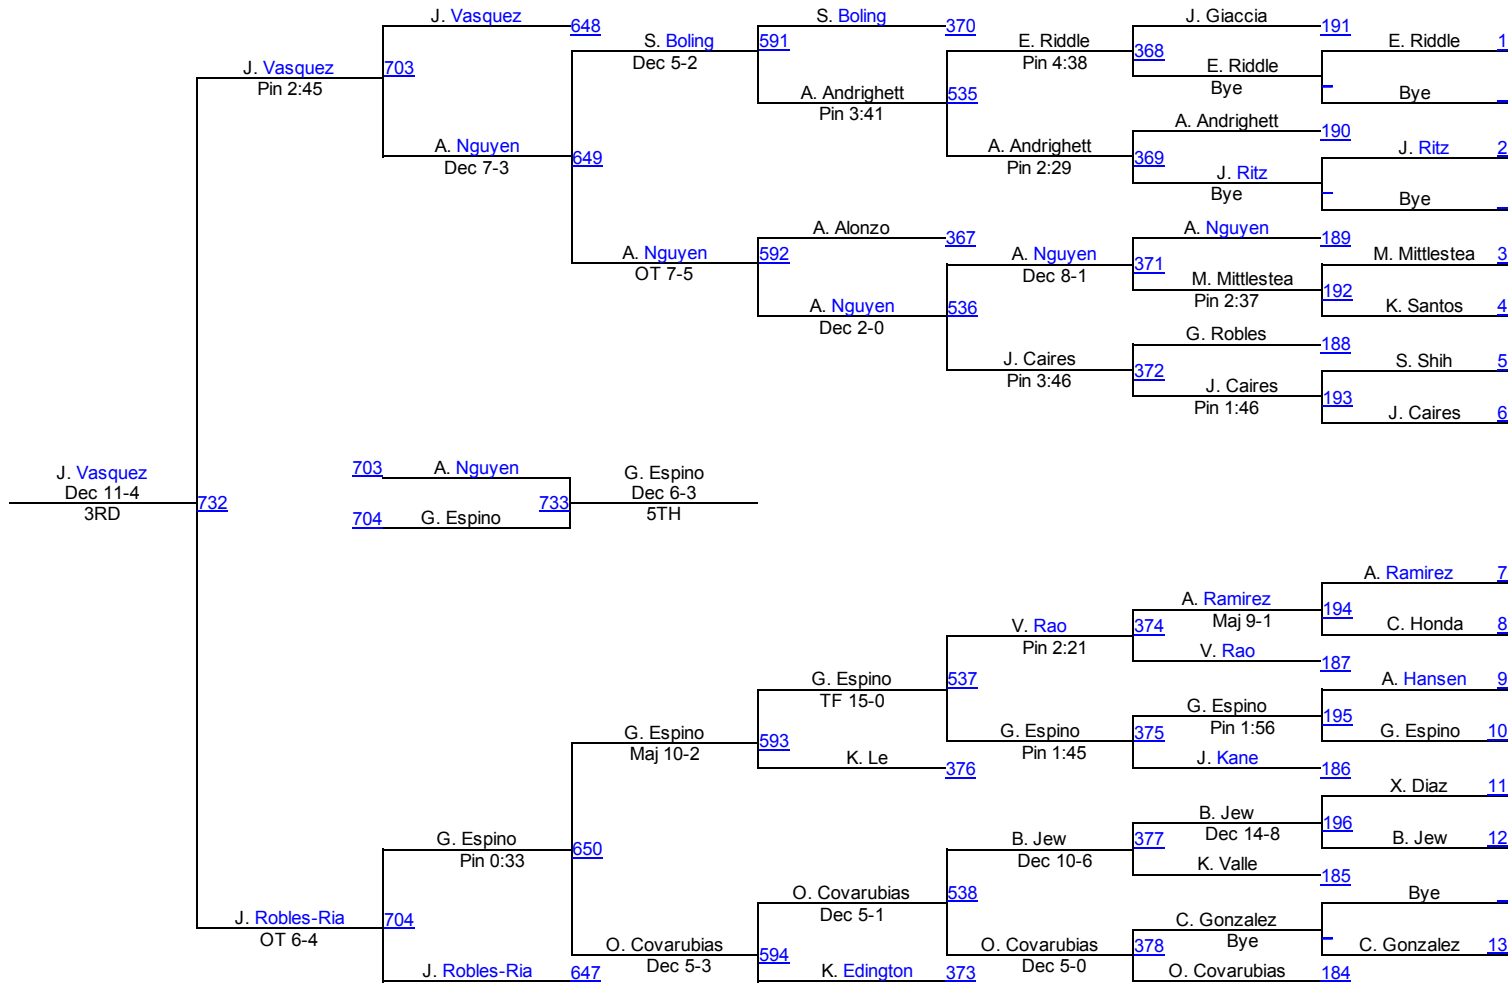 J. Vasquez 648
S. Boling 370
J. Giaccia 191
S. Boling 591
Dec 5-2
E. Riddle 368
Pin 4:38
E. Riddle 1
J. Vasquez 703
Pin 2:45
E. Riddle
Bye
Bye
A. Andrighett 535
Pin 3:41
A. Andrighett 190
A. Nguyen 649
Dec 7-3
A. Andrighett 369
Pin 2:29
J. Ritz 2
J. Ritz
Bye
Bye
A. Alonzo 367
A. Nguyen 189
A. Nguyen 592
OT 7-5
A. Nguyen 371
Dec 8-1
M. Mittlestea 3
M. Mittlestea 192
Pin 2:37
K. Santos 4
A. Nguyen 536
Dec 2-0
G. Robles 188
J. Caires 372
Pin 3:46
S. Shih 5
J. Caires 193
Pin 1:46
J. Caires 6
J. Vasquez
Dec 11-4 732
3RD
703 A. Nguyen
704 G. Espino
733
G. Espino
Dec 6-3
5TH
A. Ramirez 7
A. Ramirez 194
Maj 9-1
C. Honda 8
V. Rao 374
Pin 2:21
V. Rao 187
G. Espino 537
TF 15-0
A. Hansen 9
G. Espino 195
Pin 1:56
G. Espino 10
G. Espino 593
Maj 10-2
G. Espino 375
Pin 1:45
K. Le 376
J. Kane 186
X. Diaz 11
B. Jew 196
Dec 14-8
B. Jew 12
G. Espino 650
Pin 0:33
B. Jew 377
Dec 10-6
K. Valle 185
O. Covarubias 538
Dec 5-1
Bye
J. Robles-Ria 704
OT 6-4
C. Gonzalez
Bye
C. Gonzalez 13
O. Covarubias 594
Dec 5-3
O. Covarubias 378
Dec 5-0
J. Robles-Ria 647
K. Edington 373
O. Covarubias 184